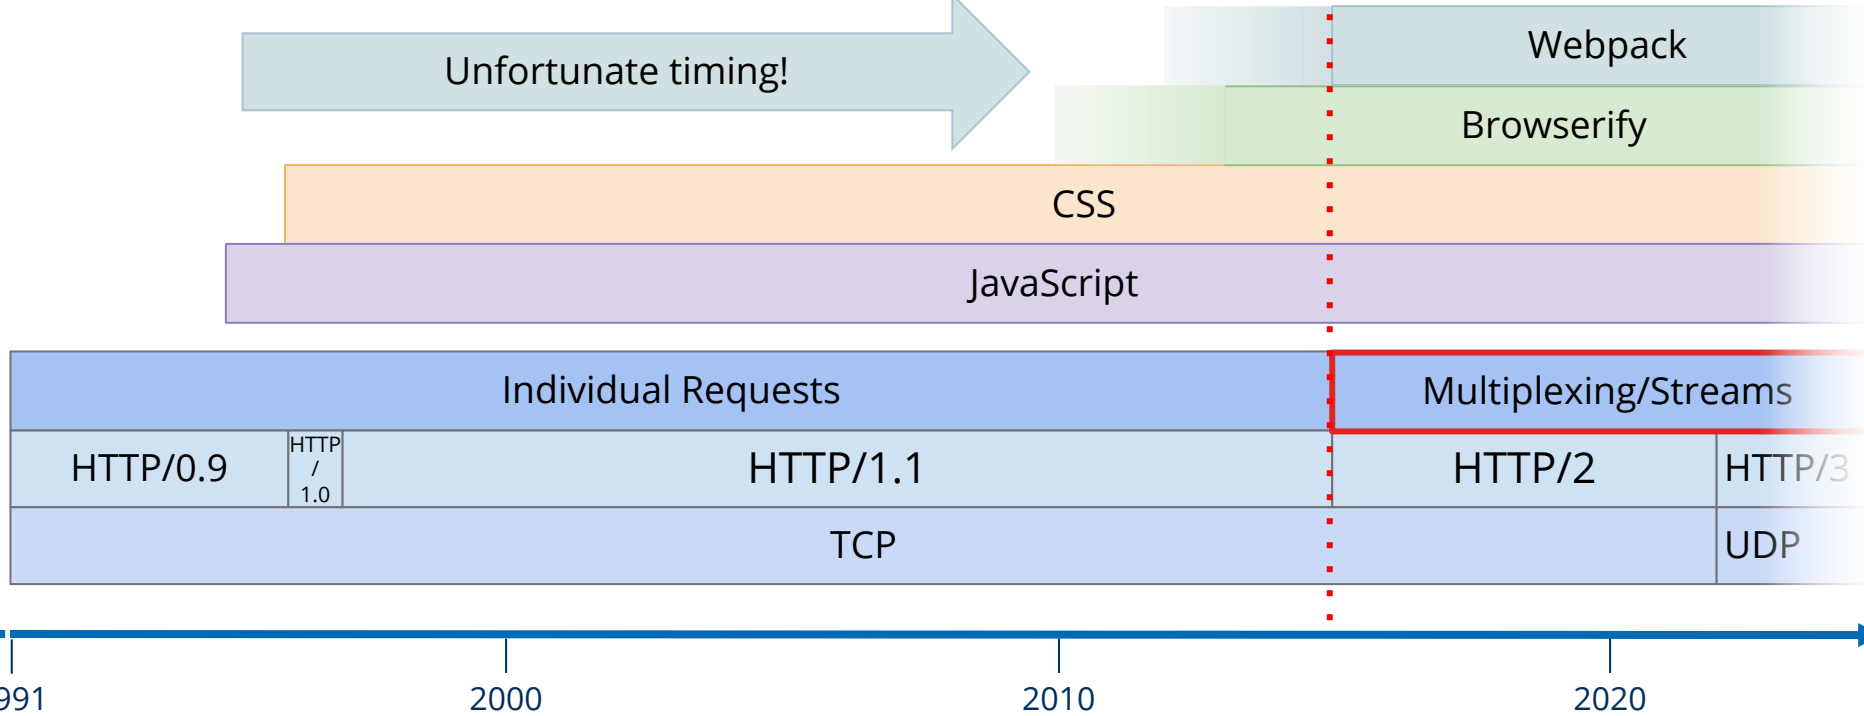 Unfortunate timing!
Webpack
Browserify
CSS
JavaScript
Individual Requests
Multiplexing/Streams
HTTP/0.9
HTTP
/
1.0
HTTP/1.1
HTTP/2
HTTP/3
TCP
UDP
991
2000
2010
2020